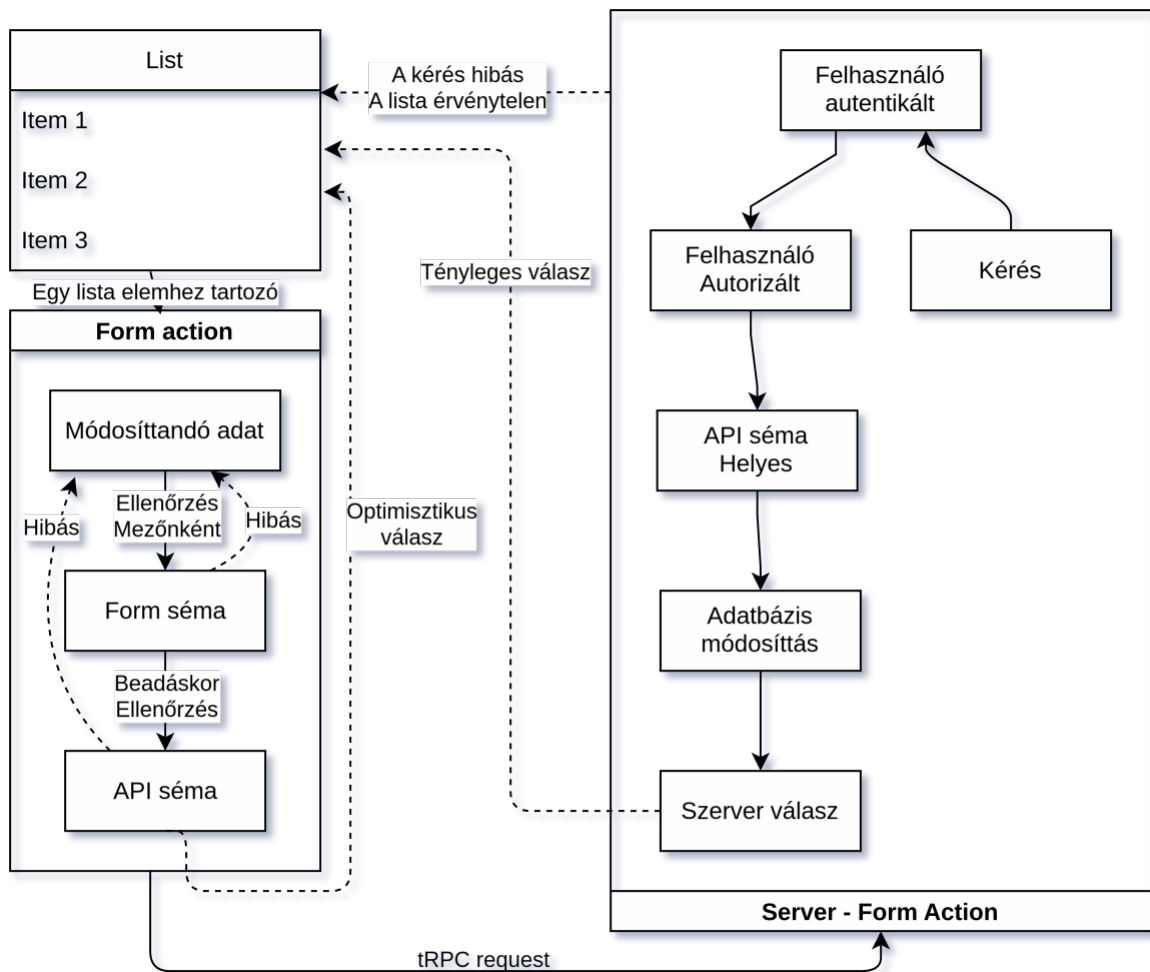 List
Item 1
Item 2
Item 3
Egy lista elemhez tartozó
Form action
Módosíttandó adat
Ellenőrzés
Mezőnként
Hibás
Hibás
Form séma
Beadáskor
Ellenőrzés
API séma
A kérés hibás
A lista érvénytelen
Tényleges válasz
Optimisztikus
válasz
tRPC request
Felhasználó
autentikált
Felhasználó
Autorizált
Kérés
API séma
Helyes
Adatbázis
módosíttás
Szerver válasz
Server - Form Action